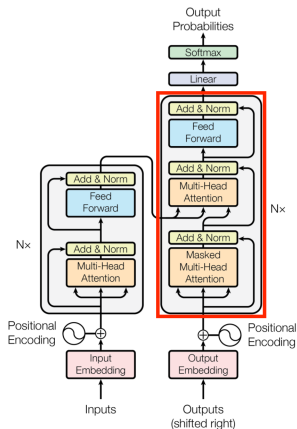 Output
Probabilities
Softmax
Linear
Add & Norm
Feed
Forward
Add & Norm
Multi-Head
Attention
Add & Norm
Masked
Multi-Head
Attention
N×
Positional
Encoding
Output
Embedding
Outputs
(shifted right)
Add & Norm
Feed
Forward
Add & Norm
Multi-Head
Attention
N×
Positional
Encoding
Input
Embedding
Inputs